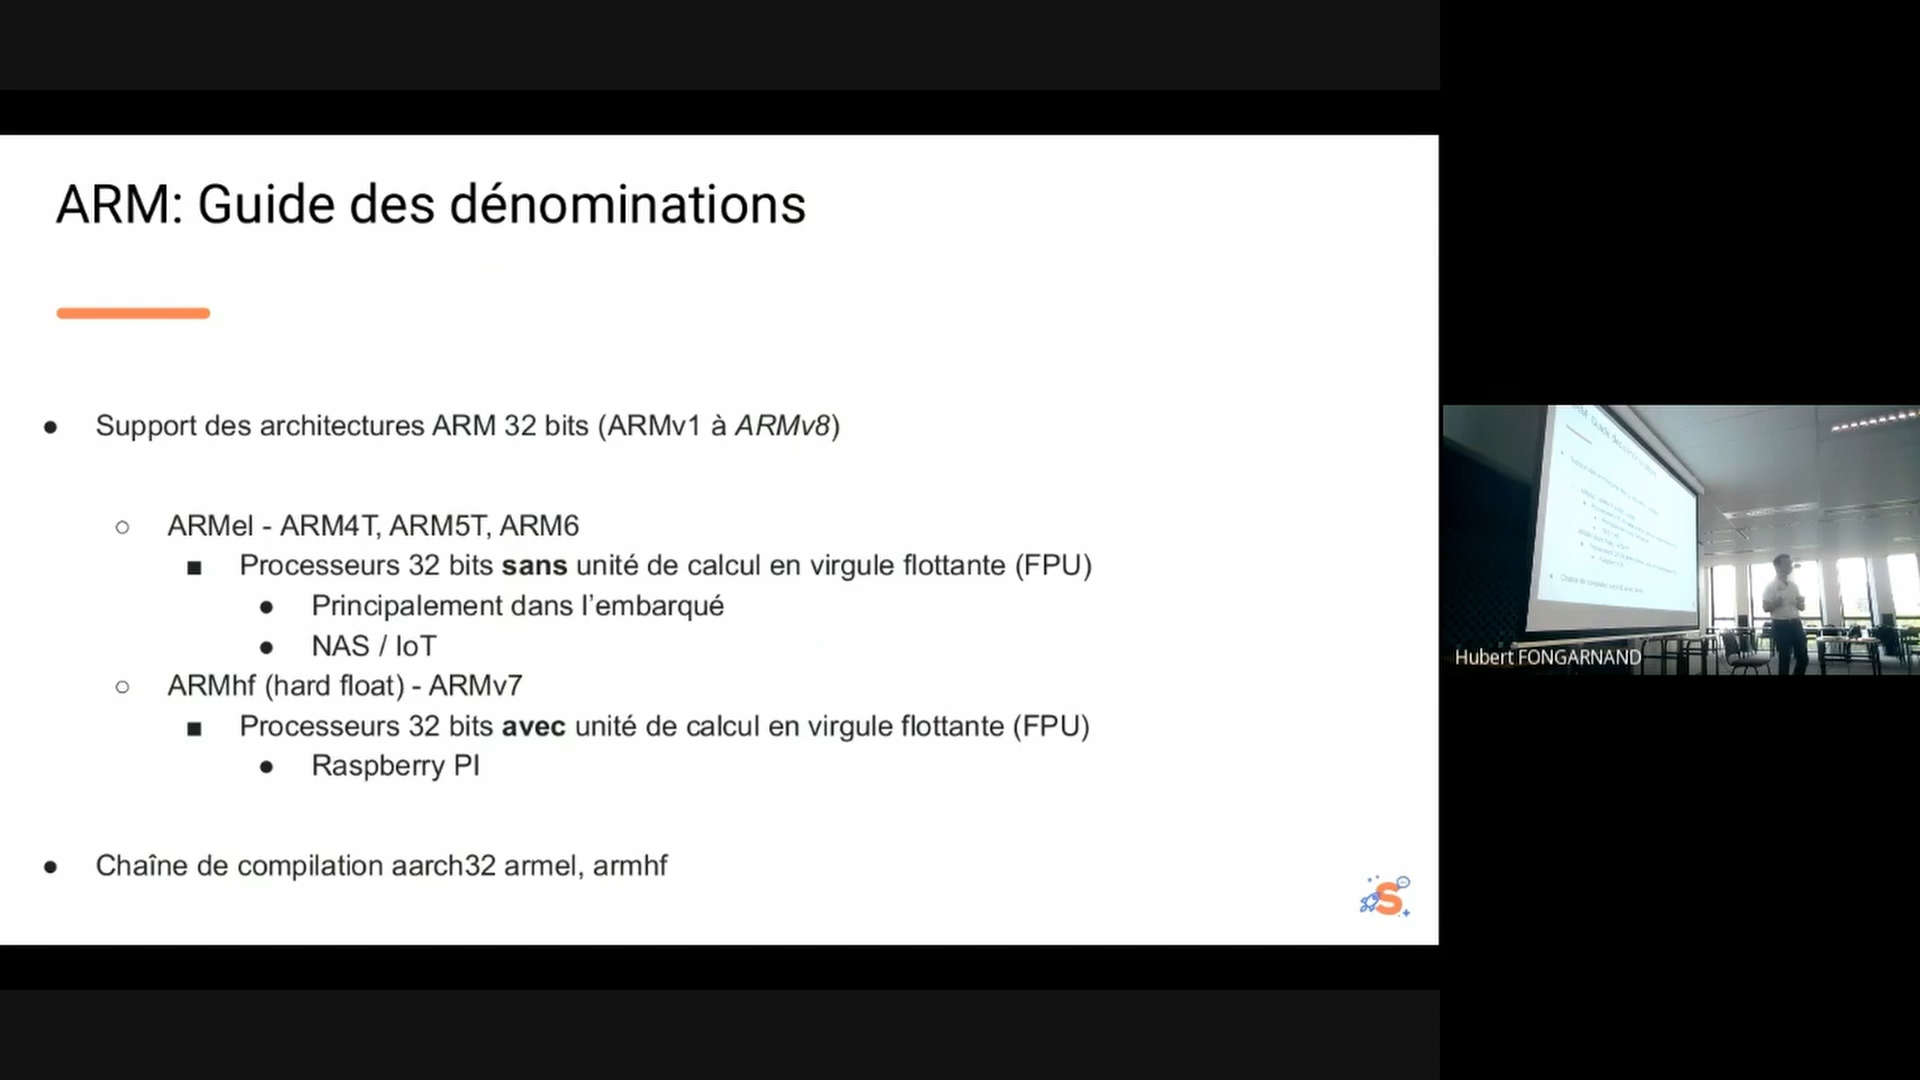 ARM: Guide des dénominations
Support des architectures ARM 32 bits (ARMv1 à ARMv8)
ARMel - ARM4T, ARM5T, ARM6
Processeurs 32 bits sans unité de calcul en virgule flottante (FPU)
Principalement dans l’embarqué
NAS / IoT
ARMhf (hard float) - ARMv7
Processeurs 32 bits avec unité de calcul en virgule flottante (FPU)
Raspberry PI
Chaîne de compilation aarch32 armel, armhf
S
Hubert FONGARNAND